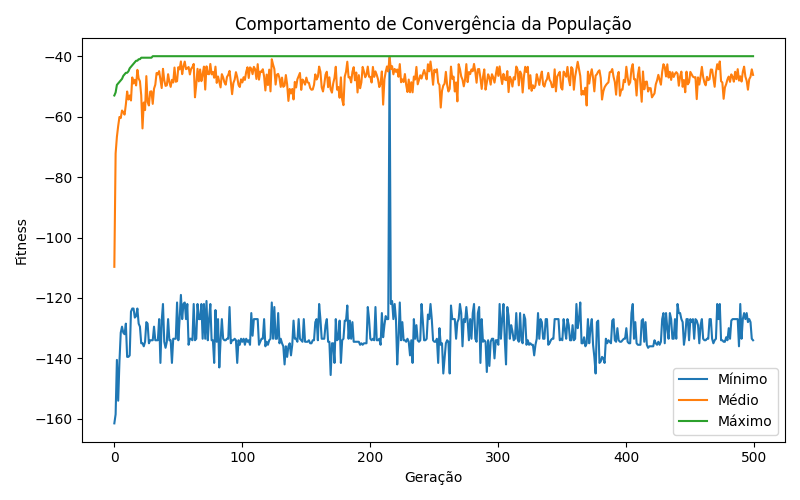 Comportamento de Convergência da População
Fitness
−40
−60
−80
−100
−120
−140
−160
0
100
200
300
400
500
Geração
Mínimo
Médio
Máximo